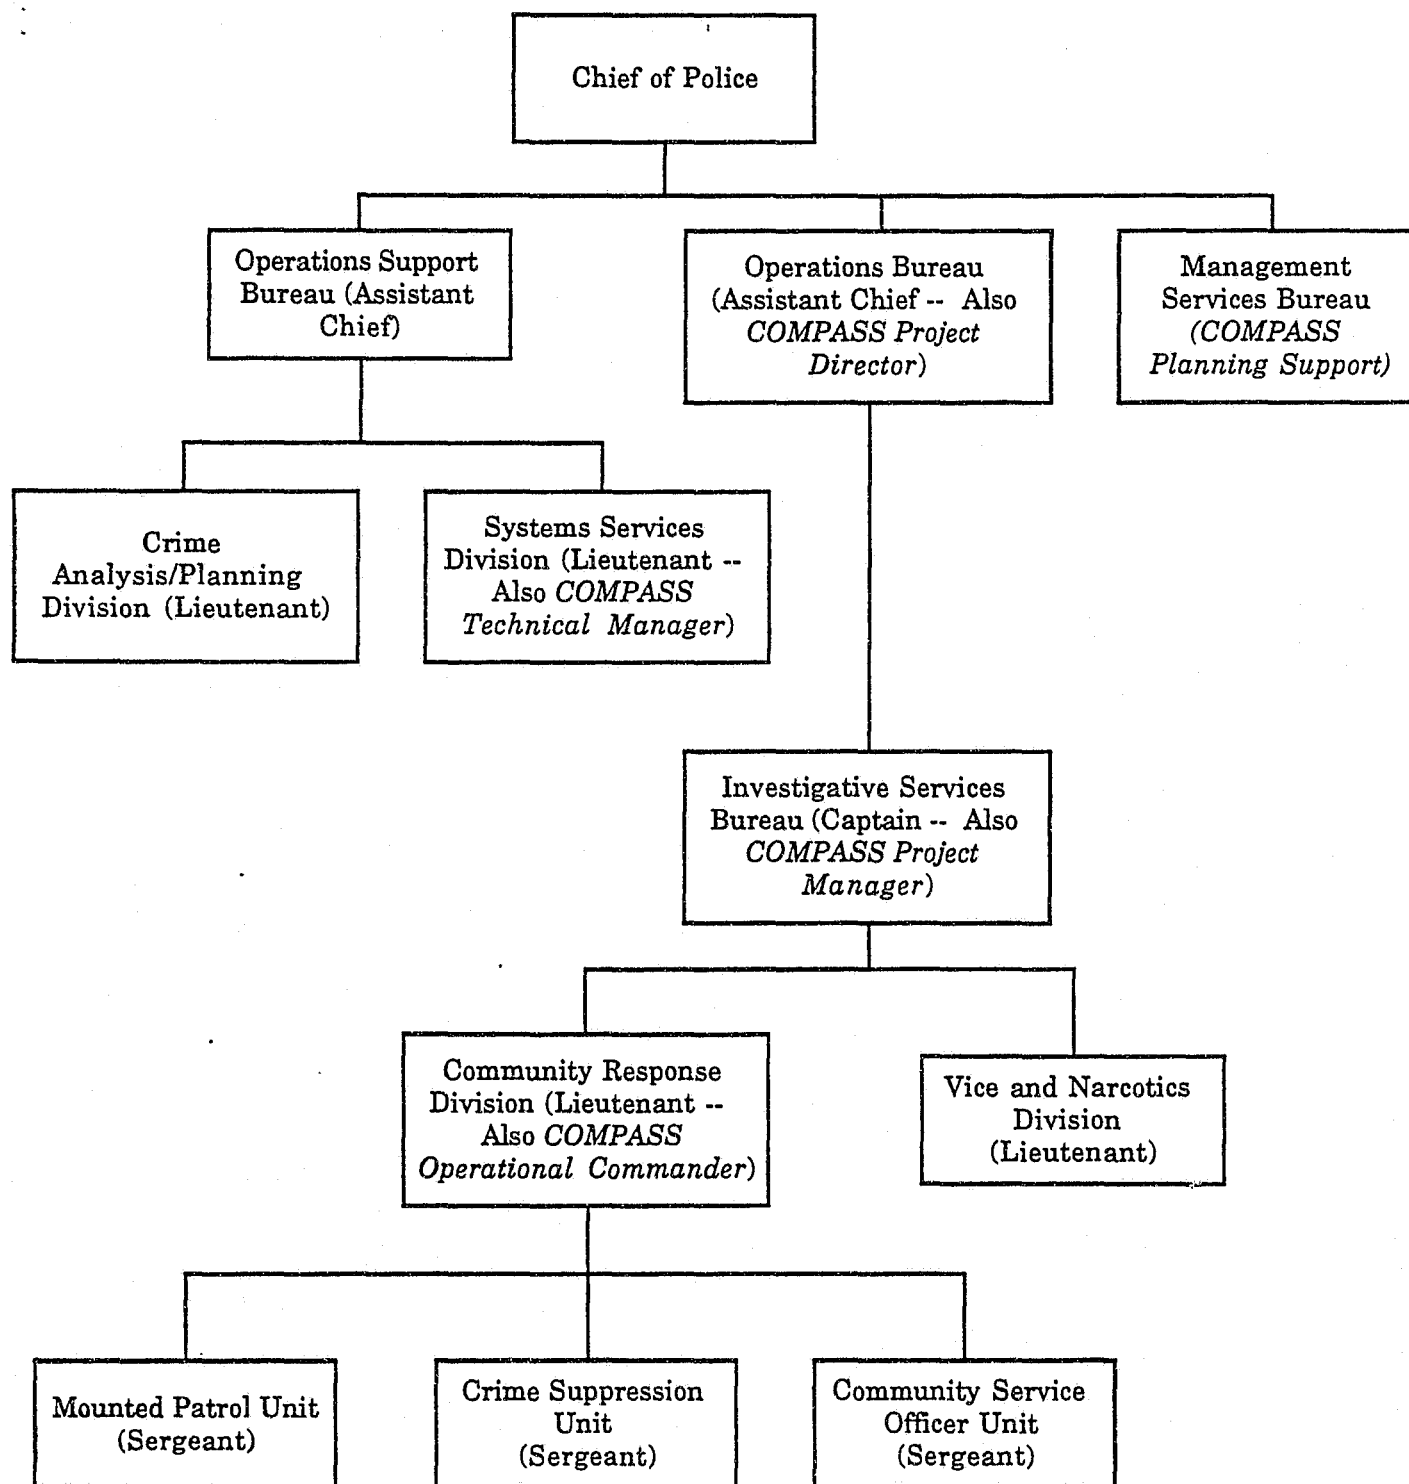 Chief of Police
Operations Support
Bureau (Assistant
Chief)
Operations Bureau
(Assistant Chief -- Also
COMPASS Project
Director)
Management
Services Bureau
(COMPASS
Planning Support)
Crime
Analysis/Planning
Division (Lieutenant)
Systems Services
Division (Lieutenant --
Also COMPASS
Technical Manager)
Investigative Services
Bureau (Captain -- Also
COMPASS Project
Manager)
Community Response
Division (Lieutenant --
Also COMPASS
Operational Commander)
Vice and Narcotics
Division
(Lieutenant)
Mounted Patrol Unit
(Sergeant)
Crime Suppression
Unit
(Sergeant)
Community Service
Officer Unit
(Sergeant)